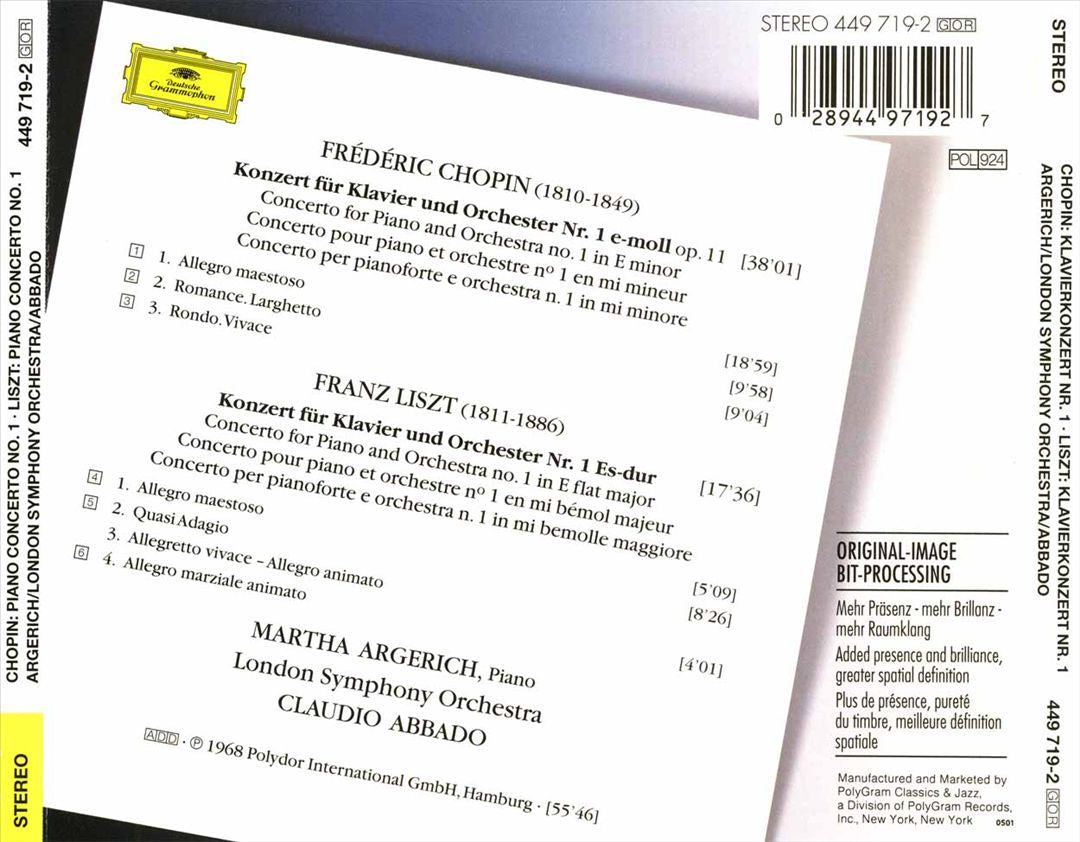 CHOPIN: PIANO CONCERTO NO. 1 · LISZT: PIANO CONCERTO NO. 1
ARGERICH/LONDON SYMPHONY ORCHESTRA/ABBADO
449 719-2 GOR
STEREO
Deutsche
Grammophon
FRÉDÉRIC CHOPIN (1810-1849)
Konzert für Klavier und Orchester Nr. 1 e-moll op. 11 [38'01]
Concerto for Piano and Orchestra no. 1 in E minor
Concerto pour piano et orchestre nº 1 en mi mineur
Concerto per pianoforte e orchestra n. 1 in mi minore
1 1. Allegro maestoso [18'59]
2 2. Romance. Larghetto [9'58]
3 3. Rondo. Vivace [9'04]
FRANZ LISZT (1811-1886)
Konzert für Klavier und Orchester Nr. 1 Es-dur [17'36]
Concerto for Piano and Orchestra no. 1 in E flat major
Concerto pour piano et orchestre nº 1 en mi bémol majeur
Concerto per pianoforte e orchestra n. 1 in mi bemolle maggiore
4 1. Allegro maestoso [5'09]
5 2. Quasi Adagio [8'26]
3. Allegretto vivace – Allegro animato
6 4. Allegro marziale animato [4'01]
MARTHA ARGERICH, Piano
London Symphony Orchestra
CLAUDIO ABBADO
ADD · ℗ 1968 Polydor International GmbH, Hamburg · [55'46]
STEREO 449 719-2 GOR
0 28944 97192 7
POL 924
ORIGINAL-IMAGE
BIT-PROCESSING
Mehr Präsenz - mehr Brillanz -
mehr Raumklang
Added presence and brilliance,
greater spatial definition
Plus de présence, pureté
du timbre, meilleure définition
spatiale
Manufactured and Marketed by
PolyGram Classics & Jazz,
a Division of PolyGram Records,
Inc., New York, New York 0501
STEREO
CHOPIN: KLAVIERKONZERT NR. 1 · LISZT: KLAVIERKONZERT NR. 1
ARGERICH/LONDON SYMPHONY ORCHESTRA/ABBADO
449 719-2 GOR